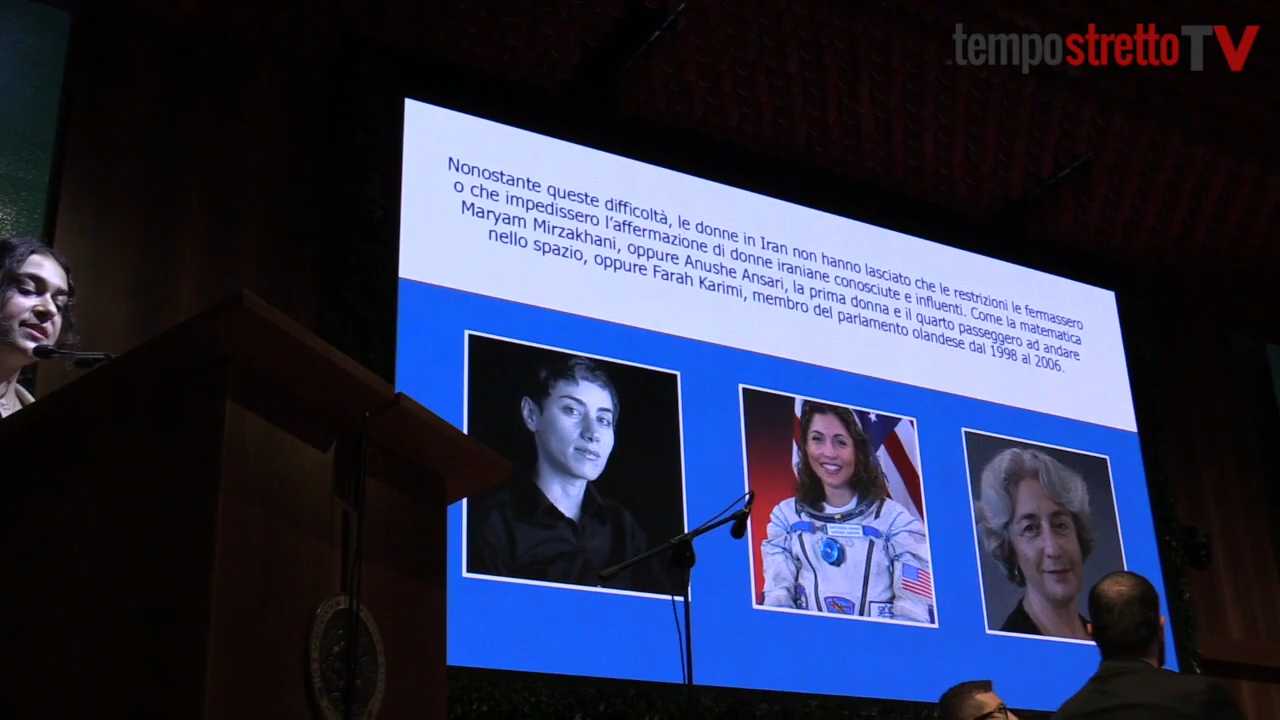 tempostrettoTV
Nonostante queste difficoltà, le donne in Iran non hanno lasciato che le restrizioni le fermassero
o che impedissero l'affermazione di donne iraniane conosciute e influenti. Come la matematica
Maryam Mirzakhani, oppure Anushe Ansari, la prima donna e il quarto passeggero ad andare
nello spazio, oppure Farah Karimi, membro del parlamento olandese dal 1998 al 2006.